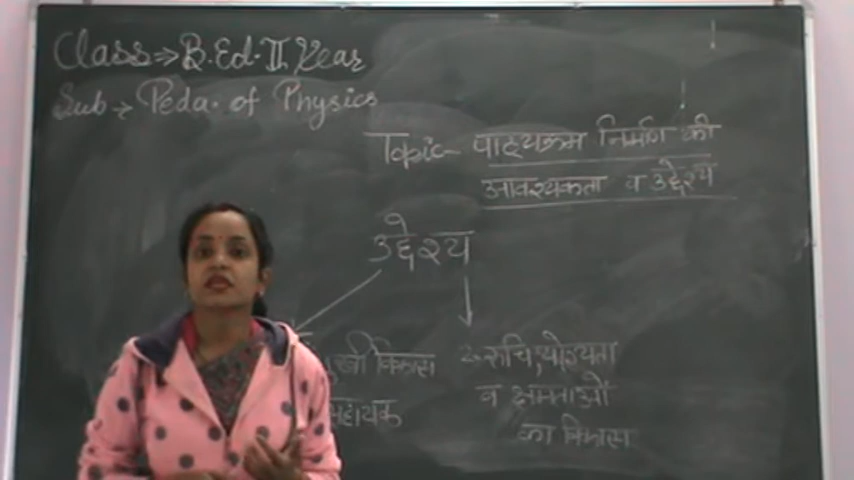 Class⇒B.Ed.II Year
Sub→ Peda. of Physics
Topic- पाठ्यक्रम निर्माण की
आवश्यकता व उद्देश्य
उद्देश्य
विकास
2. रुचि, योग्यता
सहायक
व क्षमताओं
का विकास